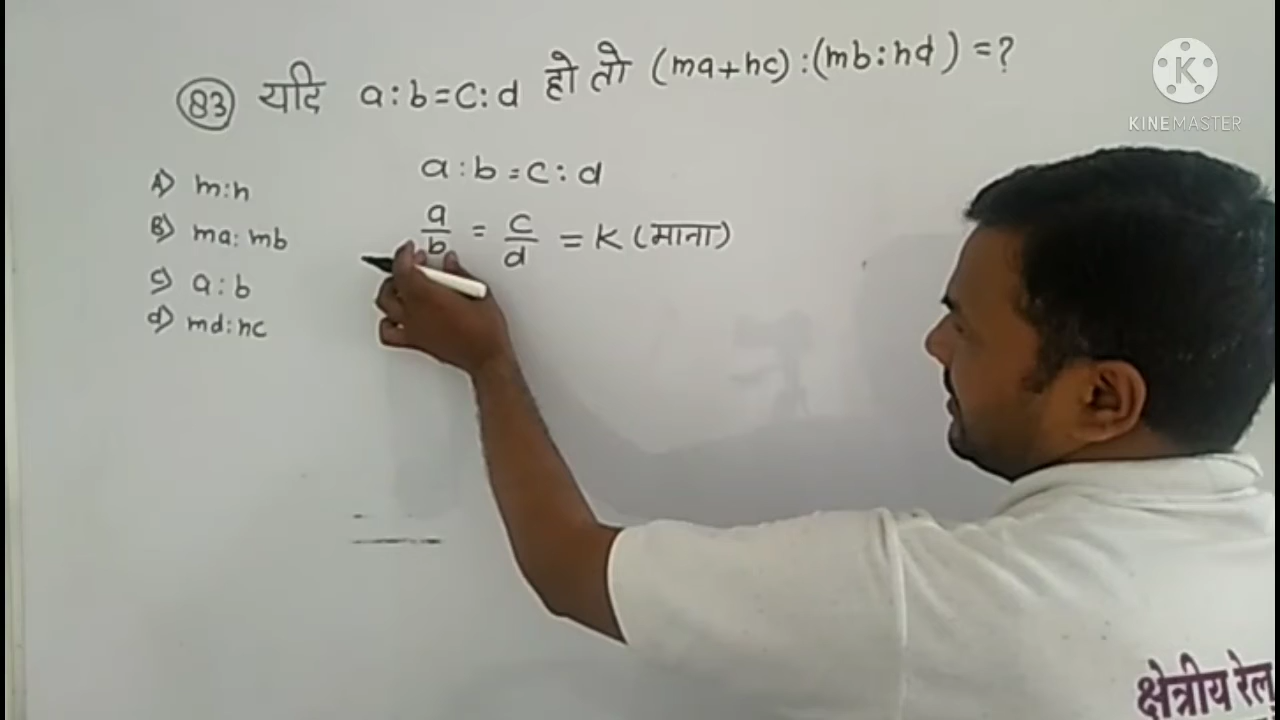 83 यदि a:b=c:d हो तो (ma+nc):(mb:nd)=?
A) m:n
B) ma:mb
c) a:b
d) md:nc
a:b=c:d
a/b = c/d = K (माना)
K
KINEMASTER
क्षेत्रीय रेलु